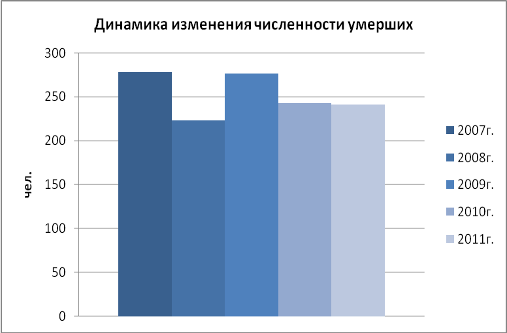 Динамика изменения численности умерших
300
250
200
150
100
50
0
чел.
2007г.
2008г.
2009г.
2010г.
2011г.